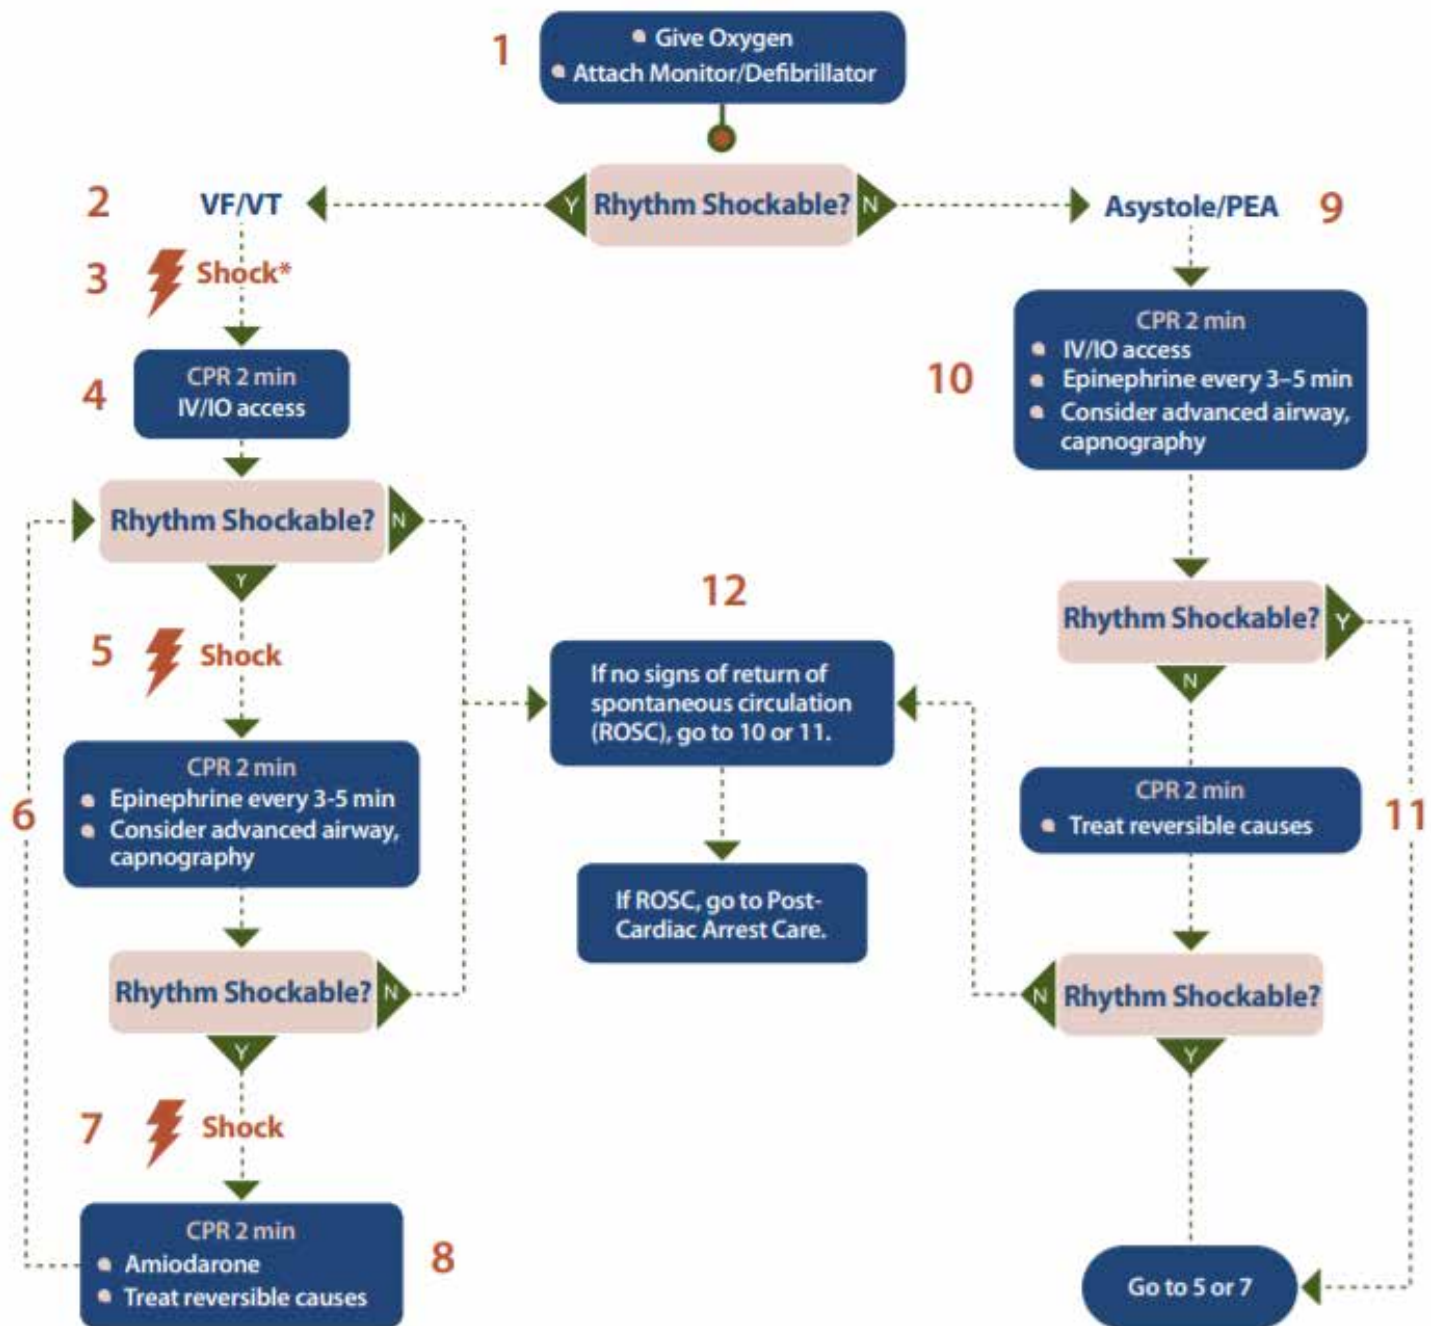 1
Give Oxygen
Attach Monitor/Defibrillator
Y
Rhythm Shockable?
N
2
VF/VT
3
Shock*
4
CPR 2 min
IV/IO access
Rhythm Shockable?
N
Y
5
Shock
6
CPR 2 min
Epinephrine every 3-5 min
Consider advanced airway,
capnography
Rhythm Shockable?
N
Y
7
Shock
CPR 2 min
Amiodarone
Treat reversible causes
8
12
If no signs of return of
spontaneous circulation
(ROSC), go to 10 or 11.
If ROSC, go to Post-
Cardiac Arrest Care.
Asystole/PEA
9
10
CPR 2 min
IV/IO access
Epinephrine every 3–5 min
Consider advanced airway,
capnography
Rhythm Shockable?
Y
N
CPR 2 min
Treat reversible causes
11
N
Rhythm Shockable?
Y
Go to 5 or 7